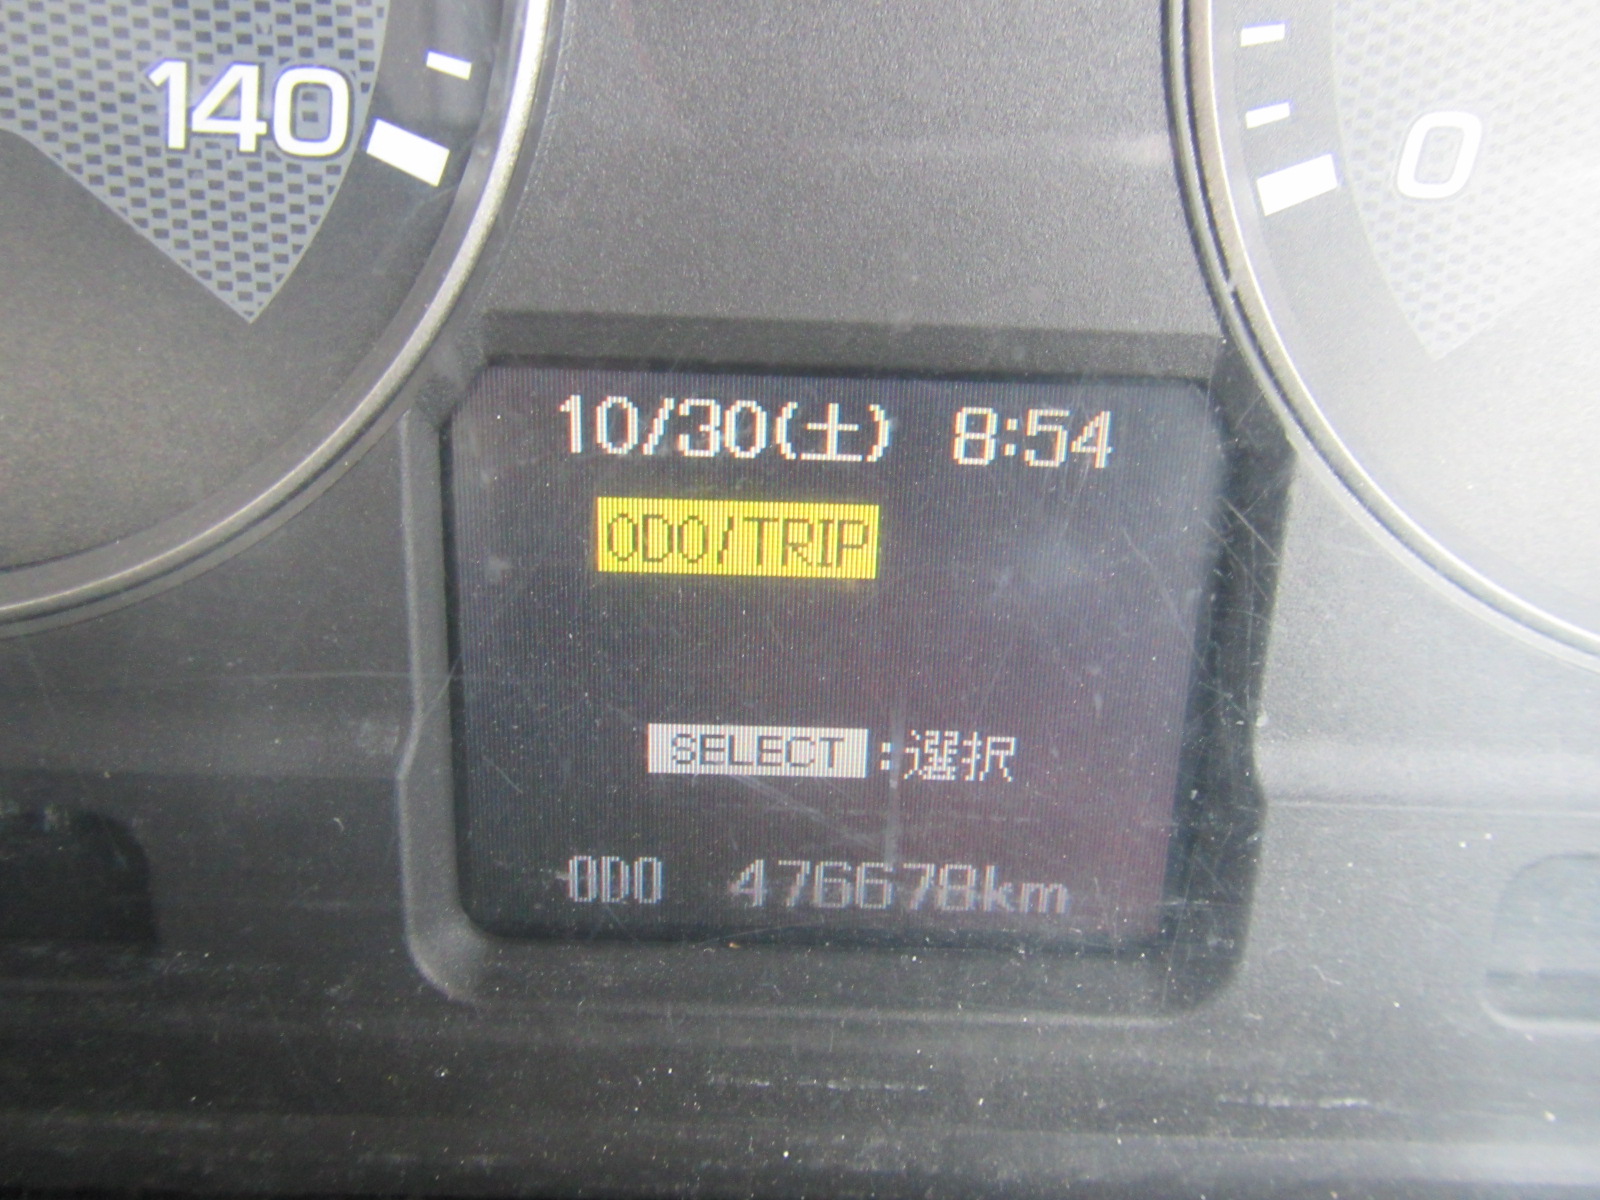 140
0
10/30(土) 8:54
ODO/TRIP
SELECT:選択
ODO 476678km